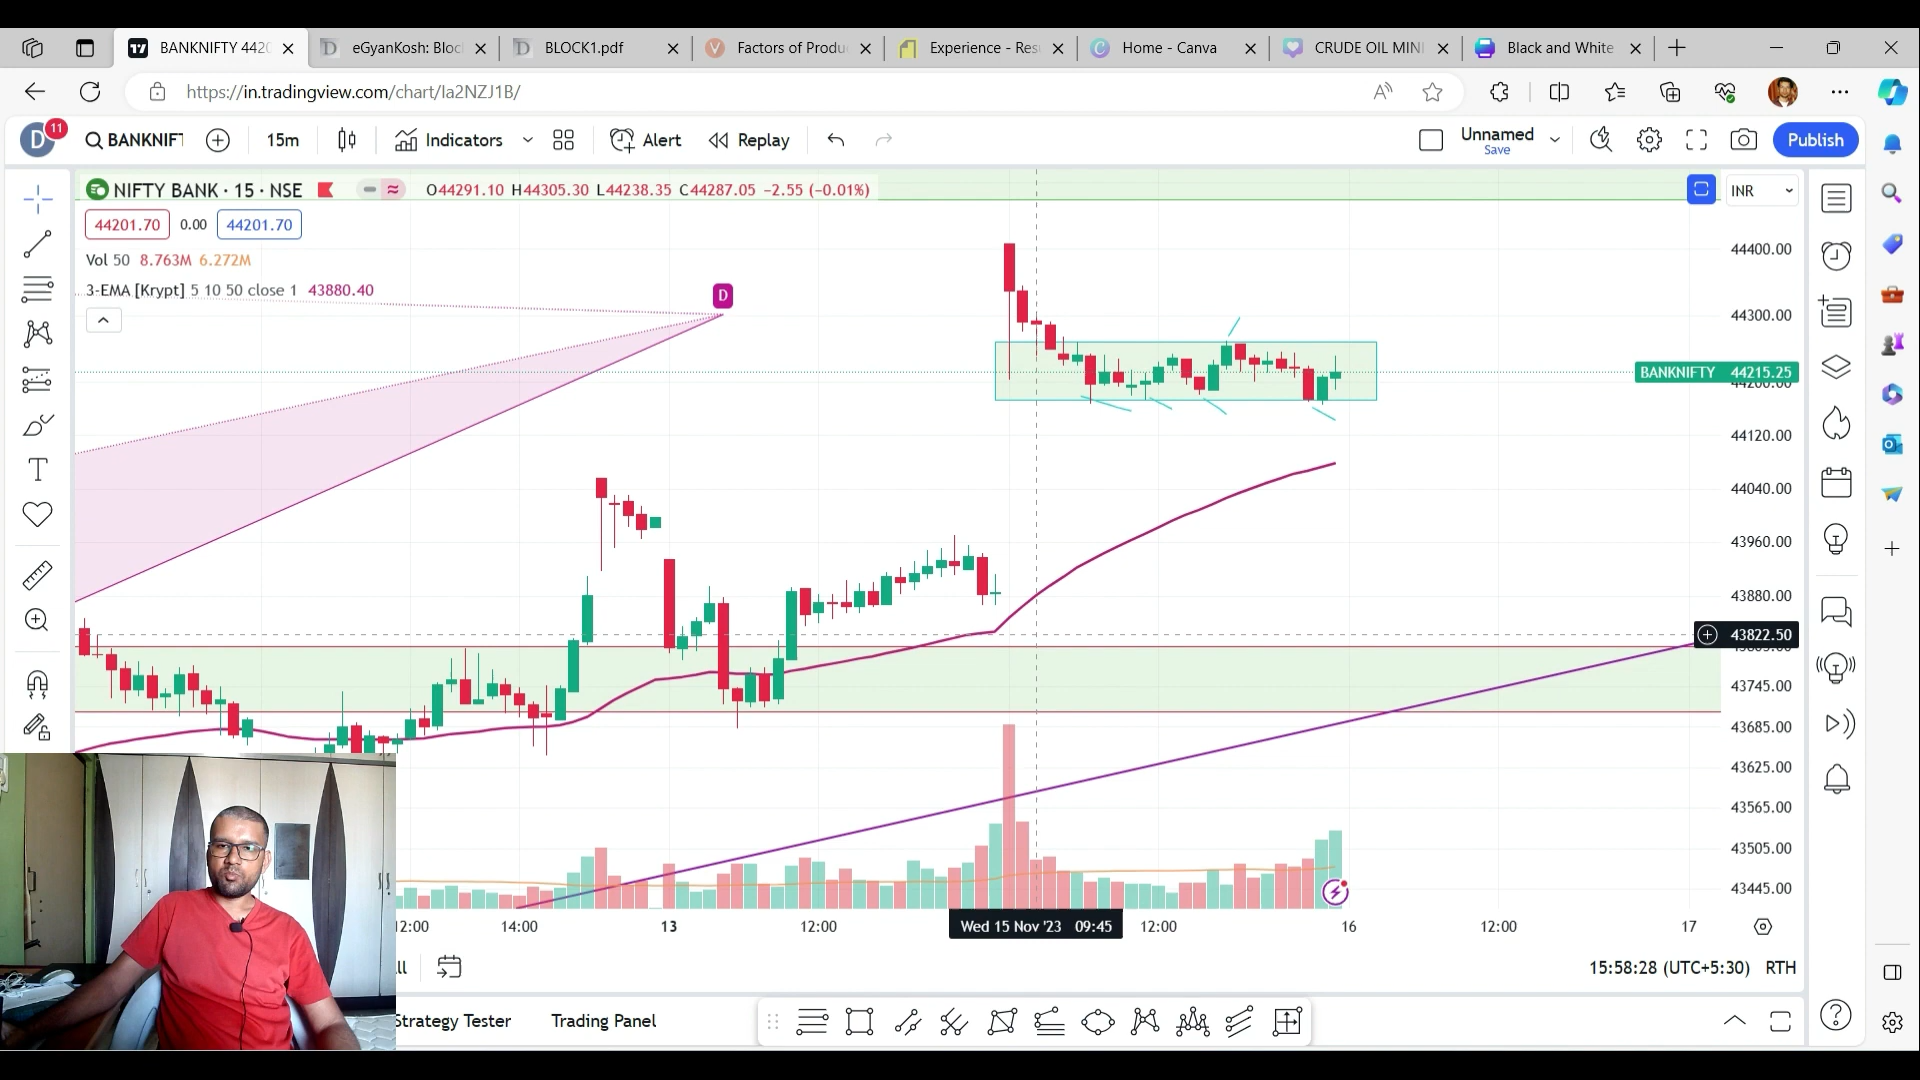 BANKNIFTY 4420
eGyanKosh: Bloc
BLOCK1.pdf
Factors of Produ
Experience - Res
Home - Canva
CRUDE OIL MINI
Black and White
https://in.tradingview.com/chart/Ia2NZJ1B/
D 11 BANKNIFT 15m Indicators Alert Replay Unnamed Save Publish
NIFTY BANK · 15 · NSE O44291.10 H44305.30 L44238.35 C44287.05 −2.55 (−0.01%) INR
44201.70 0.00 44201.70
Vol 50 8.763M 6.272M
3-EMA [Krypt] 5 10 50 close 1 43880.40
D
44400.00
44300.00
BANKNIFTY 44215.25
44200.00
44120.00
44040.00
43960.00
43880.00
43822.50
43745.00
43685.00
43625.00
43565.00
43505.00
43445.00
12:00 14:00 13 12:00 Wed 15 Nov '23 09:45 12:00 16 12:00 17
ll 15:58:28 (UTC+5:30) RTH
Strategy Tester Trading Panel